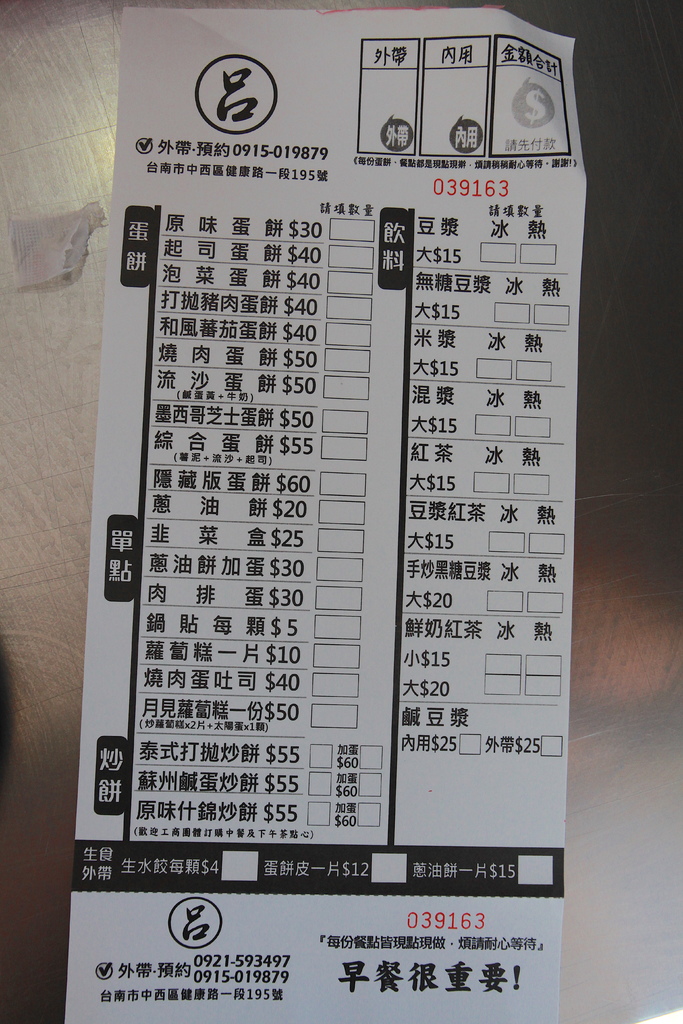 呂
外帶
內用
金額合計
外帶
內用
$
請先付款
外帶·預約0915-019879
台南市中西區健康路一段195號
《每份蛋餅、餐點都是現點現辦,煩請稍稍耐心等待。謝謝!》
039163
請填數量
蛋餅
原味蛋餅$30
起司蛋餅$40
泡菜蛋餅$40
打拋豬肉蛋餅$40
和風蕃茄蛋餅$40
燒肉蛋餅$50
流沙蛋餅$50
(鹹蛋黃+牛奶)
墨西哥芝士蛋餅$50
綜合蛋餅$55
(薯泥+流沙+起司)
隱藏版蛋餅$60
單點
蔥油餅$20
韭菜盒$25
蔥油餅加蛋$30
肉排蛋$30
鍋貼每顆$5
蘿蔔糕一片$10
燒肉蛋吐司$40
月見蘿蔔糕一份$50
(炒蘿蔔糕x2片+太陽蛋x1顆)
炒餅
泰式打拋炒餅$55 加蛋$60
蘇州鹹蛋炒餅$55 加蛋$60
原味什錦炒餅$55 加蛋$60
(歡迎工商團體訂購中餐及下午茶點心)
請填數量
飲料
豆漿 冰 熱
大$15
無糖豆漿 冰 熱
大$15
米漿 冰 熱
大$15
混漿 冰 熱
大$15
紅茶 冰 熱
大$15
豆漿紅茶 冰 熱
大$15
手炒黑糖豆漿 冰 熱
大$20
鮮奶紅茶 冰 熱
小$15
大$20
鹹豆漿
內用$25 外帶$25
生食外帶
生水餃每顆$4 蛋餅皮一片$12 蔥油餅一片$15
呂
039163
『每份餐點皆現點現做,煩請耐心等待』
外帶·預約 0921-593497
0915-019879
台南市中西區健康路一段195號
早餐很重要!